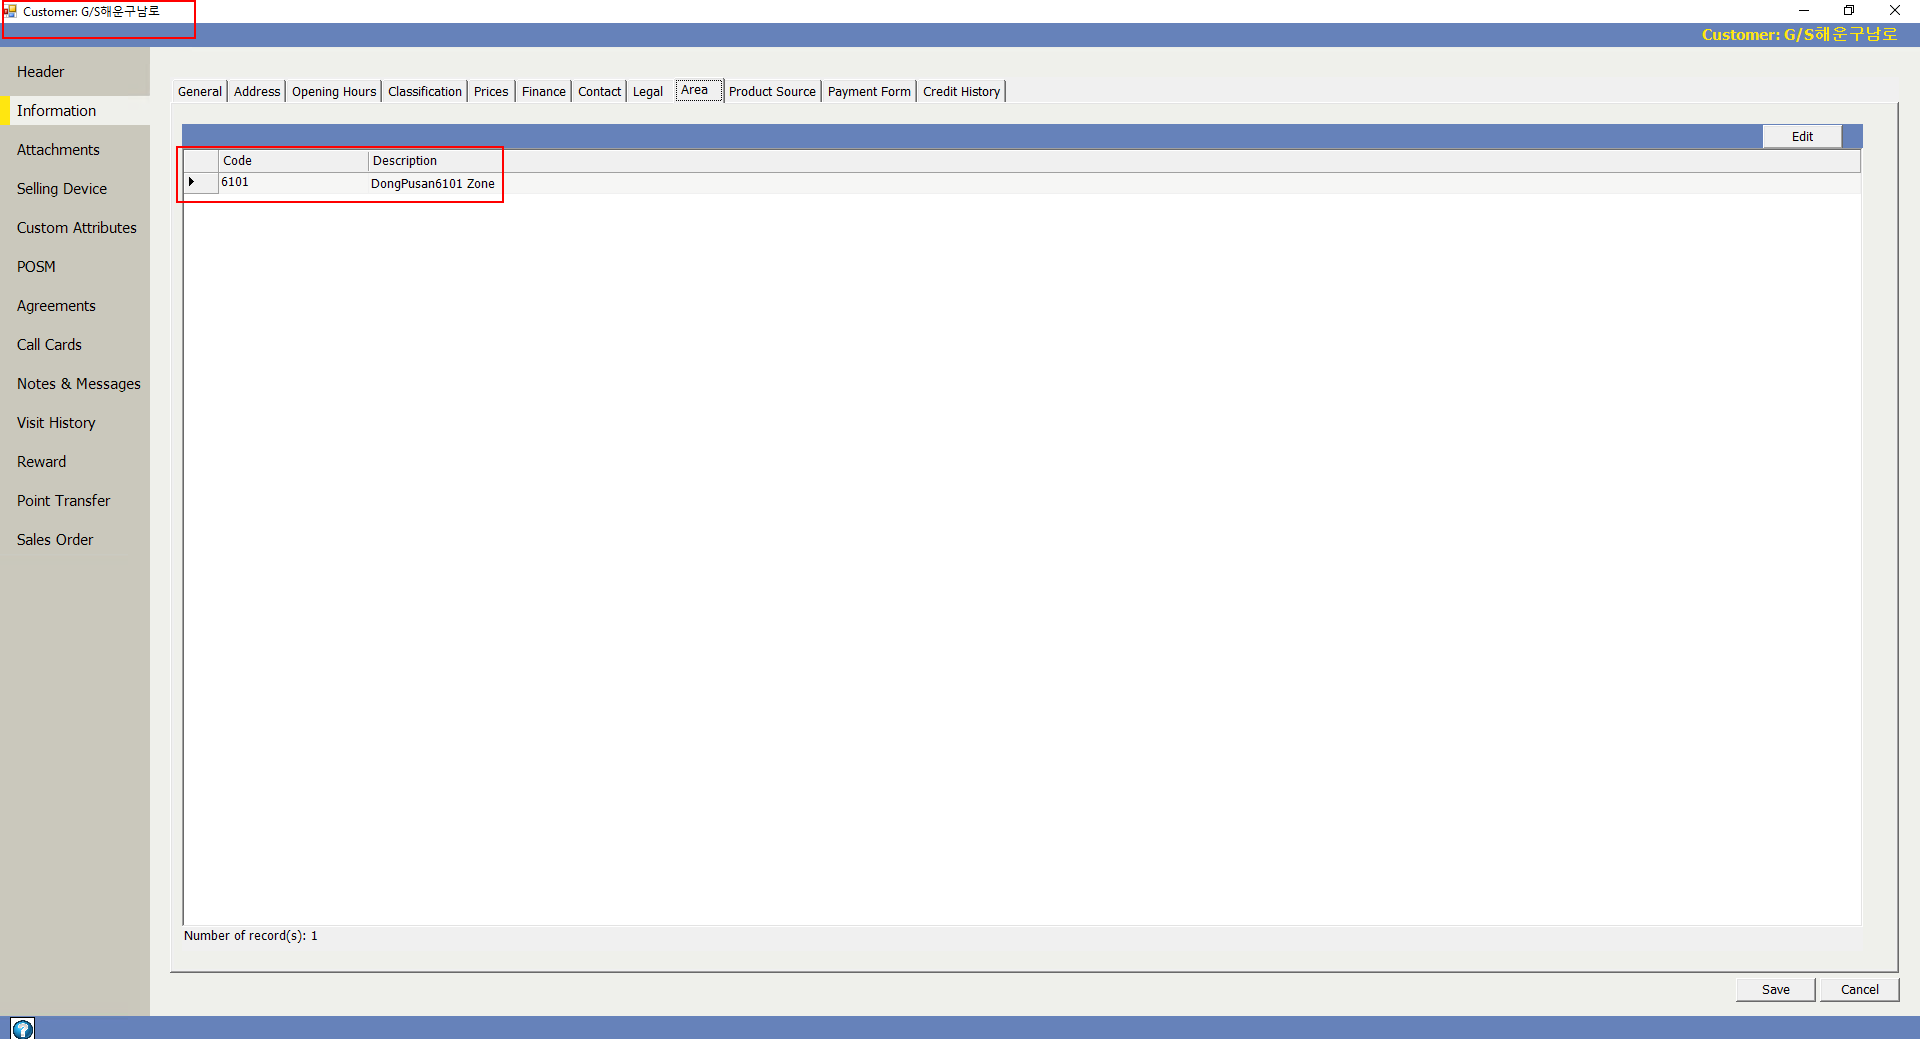 Customer: G/S해운구남로
Customer: G/S해운구남로
Header
Information
Attachments
Selling Device
Custom Attributes
POSM
Agreements
Call Cards
Notes & Messages
Visit History
Reward
Point Transfer
Sales Order
General Address Opening Hours Classification Prices Finance Contact Legal Area Product Source Payment Form Credit History
Edit
Code Description
6101 DongPusan6101 Zone
Number of record(s): 1
Save Cancel
?